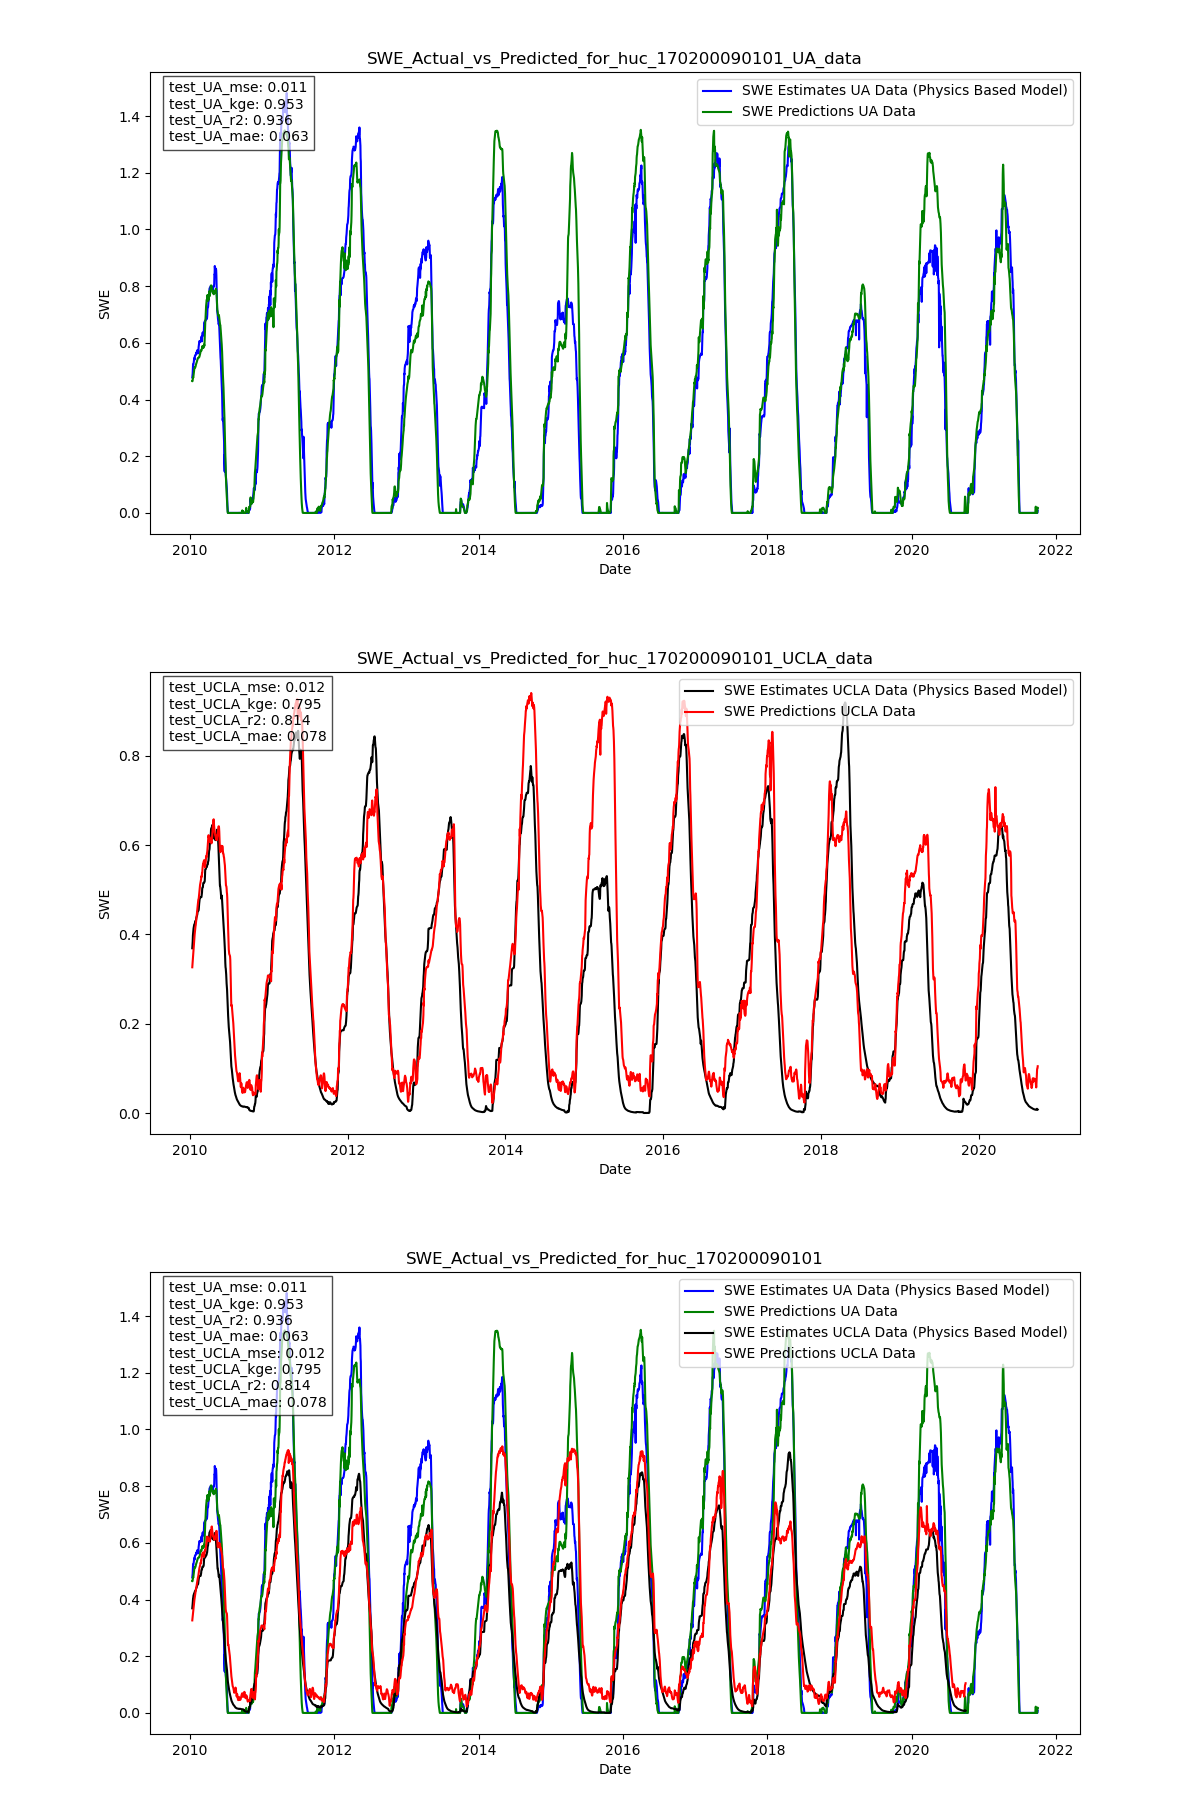 SWE_Actual_vs_Predicted_for_huc_170200090101_UA_data
test_UA_mse: 0.011
test_UA_kge: 0.953
test_UA_r2: 0.936
test_UA_mae: 0.063
SWE Estimates UA Data (Physics Based Model)
SWE Predictions UA Data
1.4
1.2
1.0
0.8
0.6
0.4
0.2
0.0
SWE
2010 2012 2014 2016 2018 2020 2022
Date
SWE_Actual_vs_Predicted_for_huc_170200090101_UCLA_data
test_UCLA_mse: 0.012
test_UCLA_kge: 0.795
test_UCLA_r2: 0.814
test_UCLA_mae: 0.078
SWE Estimates UCLA Data (Physics Based Model)
SWE Predictions UCLA Data
0.8
0.6
0.4
0.2
0.0
SWE
2010 2012 2014 2016 2018 2020
Date
SWE_Actual_vs_Predicted_for_huc_170200090101
test_UA_mse: 0.011
test_UA_kge: 0.953
test_UA_r2: 0.936
test_UA_mae: 0.063
test_UCLA_mse: 0.012
test_UCLA_kge: 0.795
test_UCLA_r2: 0.814
test_UCLA_mae: 0.078
SWE Estimates UA Data (Physics Based Model)
SWE Predictions UA Data
SWE Estimates UCLA Data (Physics Based Model)
SWE Predictions UCLA Data
1.4
1.2
1.0
0.8
0.6
0.4
0.2
0.0
SWE
2010 2012 2014 2016 2018 2020 2022
Date